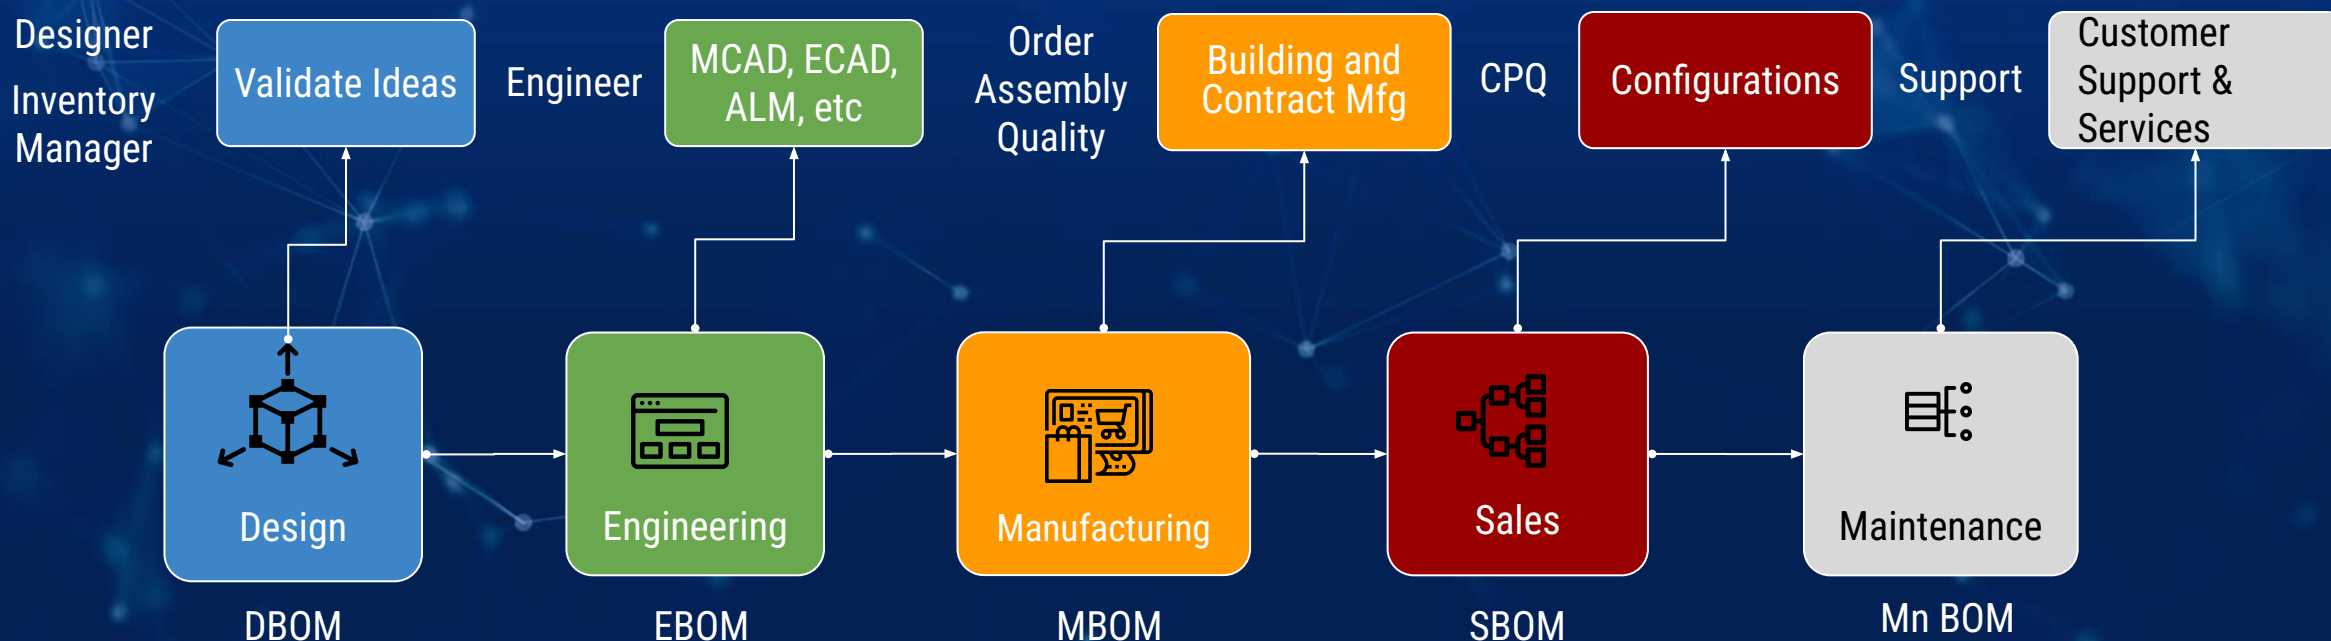 Designer
Inventory
Manager
Validate Ideas
Engineer
MCAD, ECAD,
ALM, etc
Order
Assembly
Quality
Building and
Contract Mfg
CPQ
Configurations
Support
Customer
Support &
Services
Design
Engineering
Manufacturing
Sales
Maintenance
DBOM
EBOM
MBOM
SBOM
Mn BOM